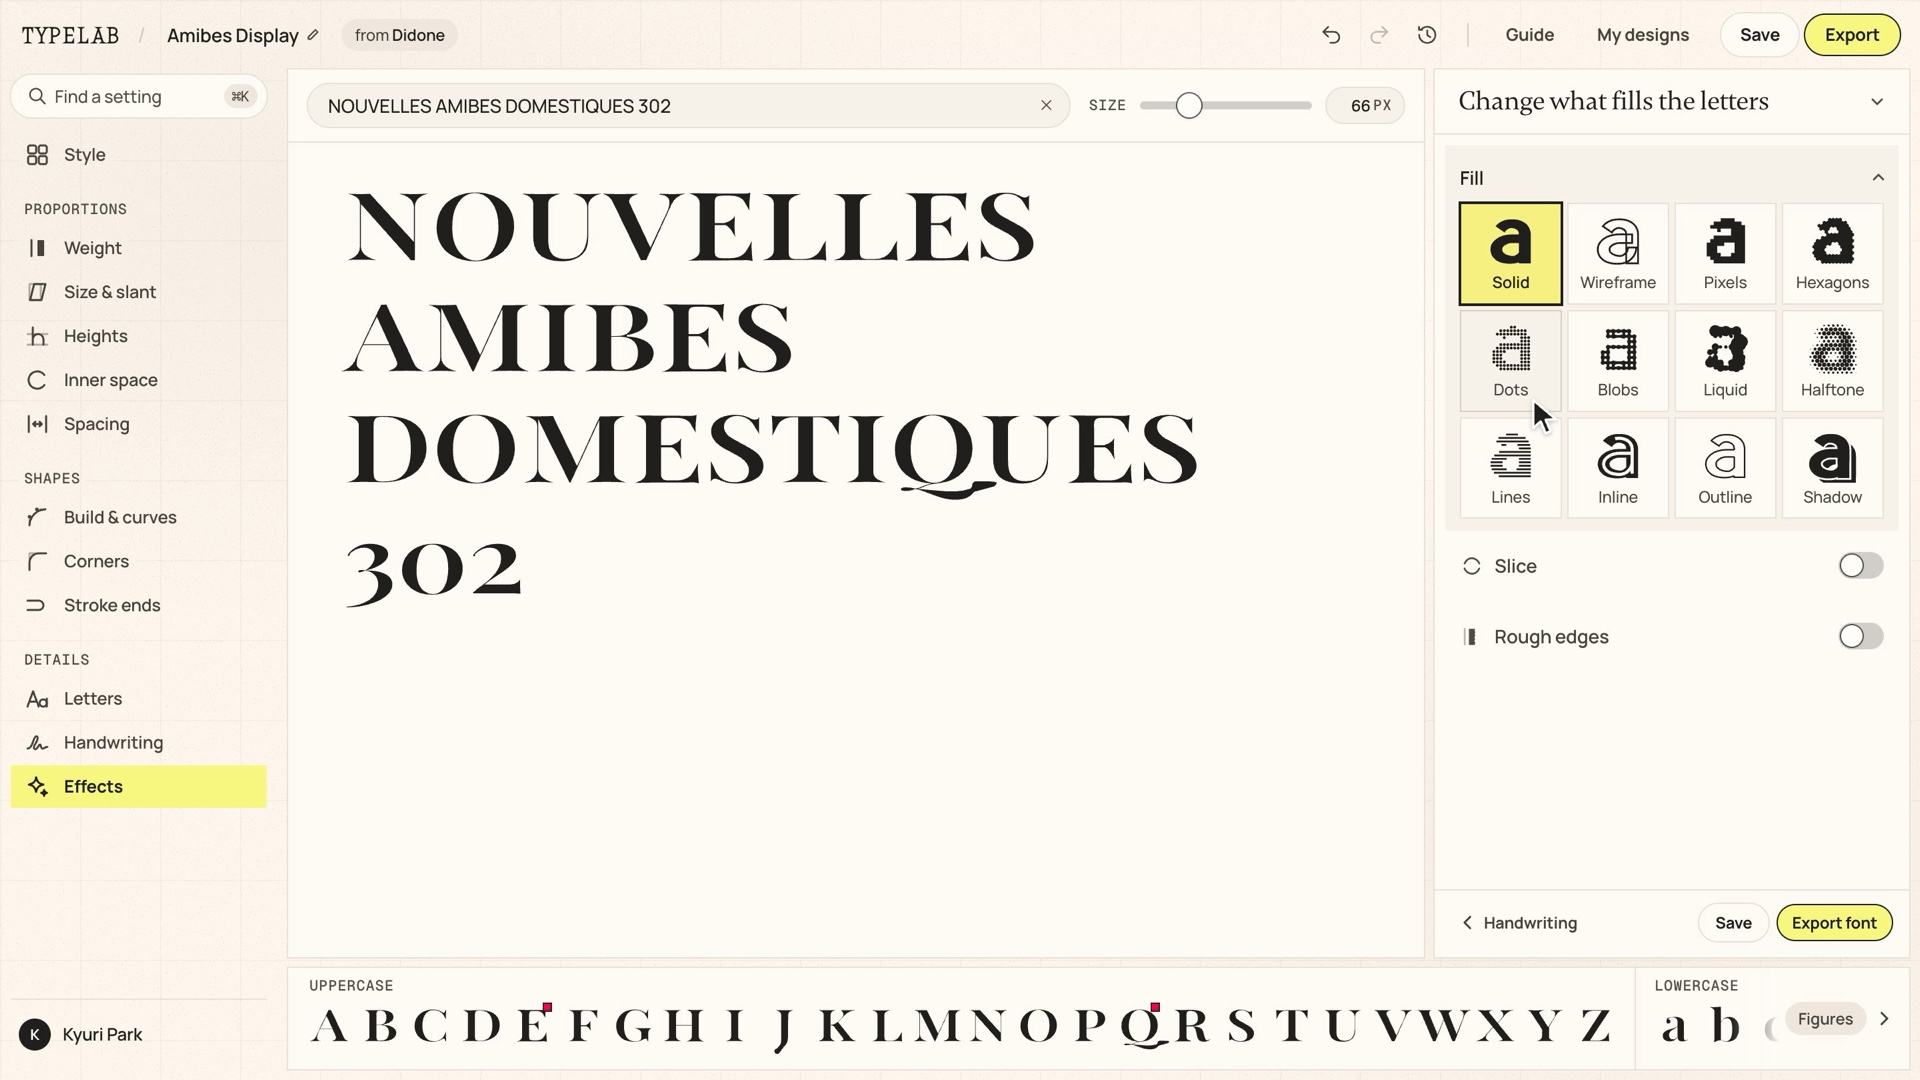 TYPELAB / Amibes Display from Didone
Guide My designs Save Export
Find a setting ⌘K
Style
PROPORTIONS
Weight
Size & slant
Heights
Inner space
Spacing
SHAPES
Build & curves
Corners
Stroke ends
DETAILS
Letters
Handwriting
Effects
K Kyuri Park
NOUVELLES AMIBES DOMESTIQUES 302
SIZE 66 PX
NOUVELLES
AMIBES
DOMESTIQUES
302
Change what fills the letters
Fill
a a a a
Solid Wireframe Pixels Hexagons
a a a a
Dots Blobs Liquid Halftone
a a a a
Lines Inline Outline Shadow
Slice
Rough edges
Handwriting Save Export font
UPPERCASE
A B C D E F G H I J K L M N O P Q R S T U V W X Y Z
LOWERCASE
a b c
Figures